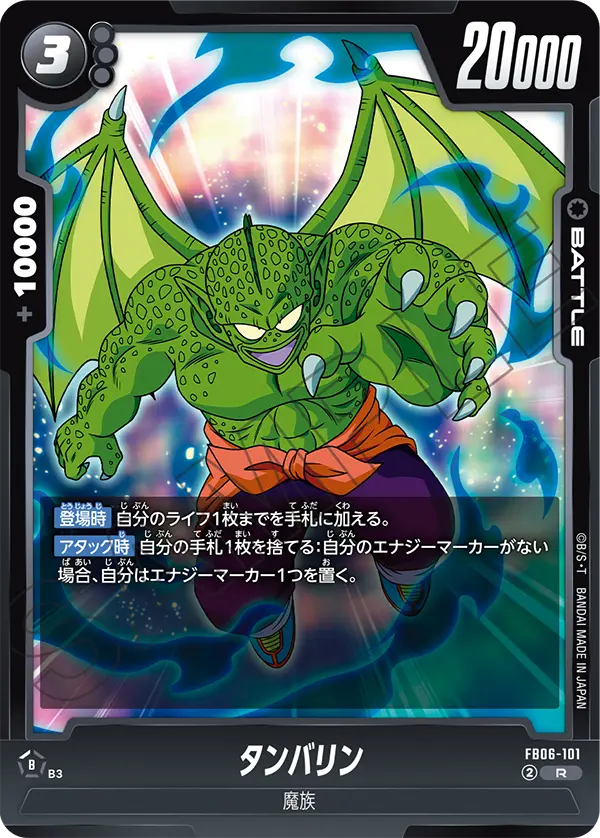 3
20000
+10000
BATTLE
登場時 自分のライフ1枚までを手札に加える。
アタック時 自分の手札1枚を捨てる:自分のエナジーマーカーがない
場合、自分はエナジーマーカー1つを置く。
SAMPLE
©B/S・T BANDAI MADE IN JAPAN
タンバリン
FB06-101
B B3
② R
魔族